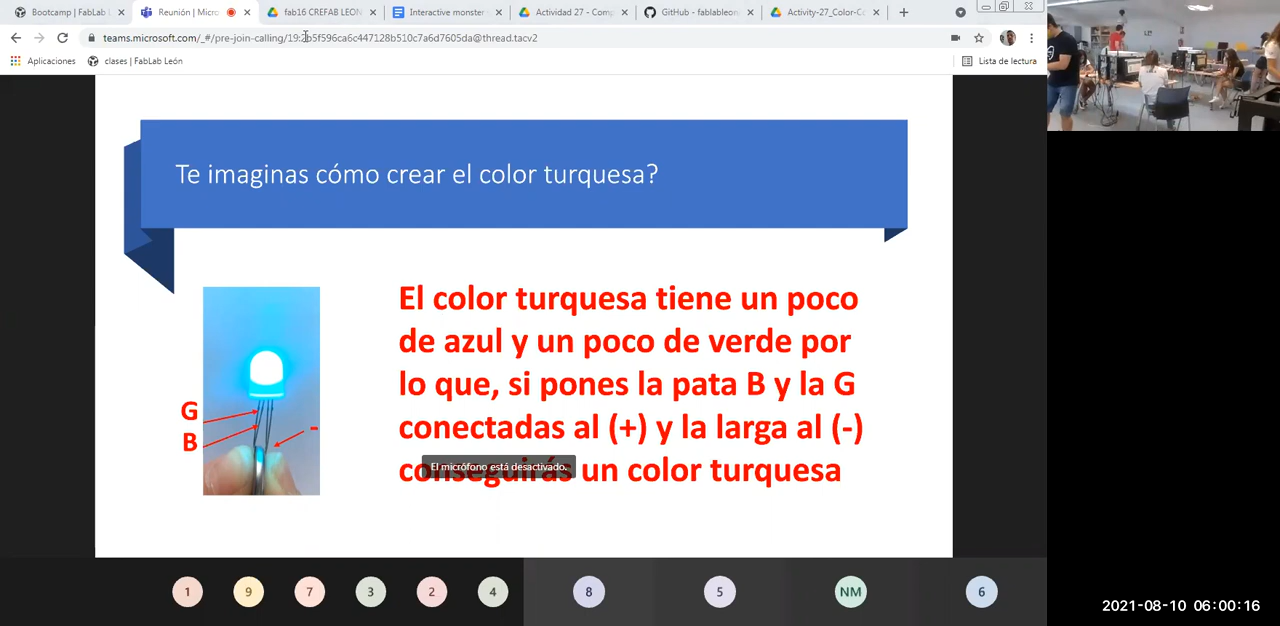 Bootcamp | FabLab L
Reunión | Micro
fab16 CREFAB LEON
Interactive monster
Actividad 27 - Comp
GitHub - fablableon
Activity-27_Color-C
teams.microsoft.com/_#/pre-join-calling/19: b5f596ca6c447128b510c7a6d7605da@thread.tacv2
Aplicaciones
clases | FabLab León
Lista de lectura
Te imaginas cómo crear el color turquesa?
El color turquesa tiene un poco
de azul y un poco de verde por
lo que, si pones la pata B y la G
conectadas al (+) y la larga al (-)
conseguirás un color turquesa
El micrófono está desactivado.
G
B
-
1
9
7
3
2
4
8
5
NM
6
2021-08-10 06:00:16